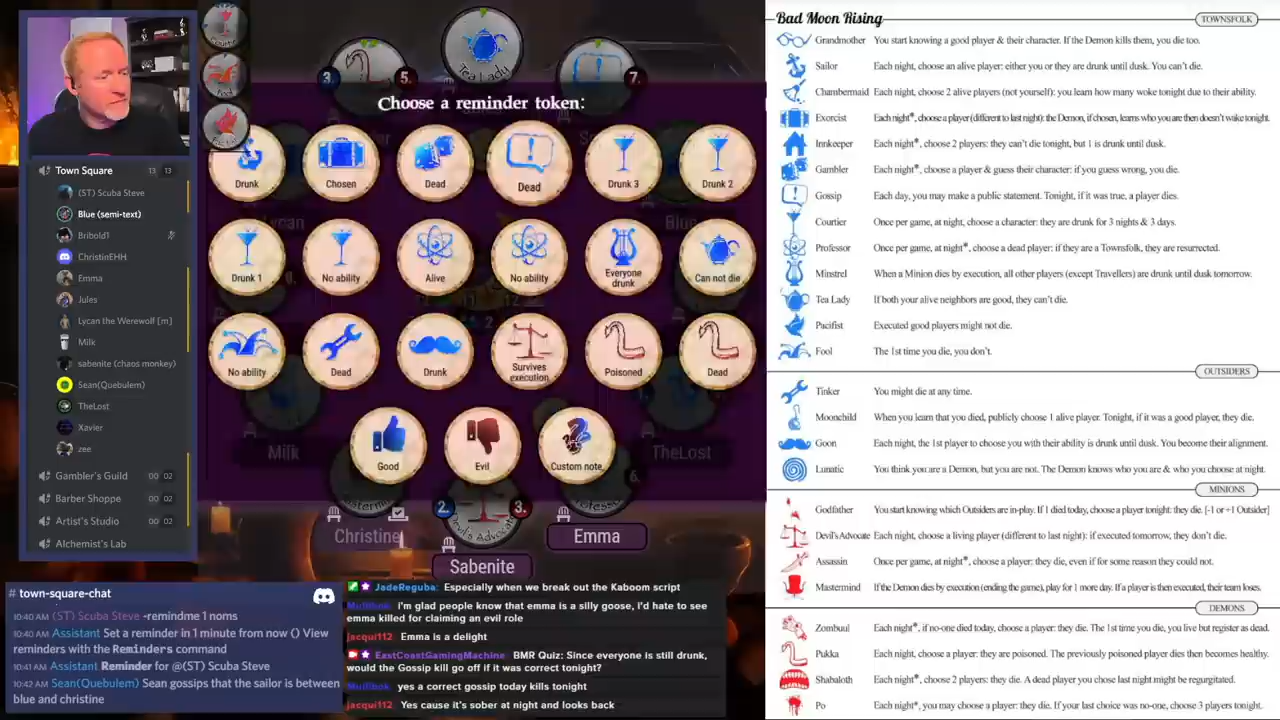 Choose a reminder token:
3.
5.
7.
Tea Lady
Drunk
Chosen
Dead
Dead
Drunk 3
Drunk 2
Lycan
Blue
Drunk 1
No ability
Alive
No ability
Everyone drunk
Can not die
No ability
Dead
Drunk
Survives execution
Poisoned
Dead
Good
Evil
Custom note
Milk
TheLost
6.
2.
3.
Christine
Emma
Sabenite
Town Square 13 13
(ST) Scuba Steve
Blue (semi-text)
Bribold1
ChristinEHH
Emma
Jules
Lycan the Werewolf [m]
Milk
sabenite (chaos monkey)
Sean(Quebulem)
TheLost
Xavier
zee
Gambler's Guild 00 02
Barber Shoppe 00 02
Artist's Studio 00 02
Alchemist's Lab
# town-square-chat
10:40 AM (ST) Scuba Steve -remindme 1 noms
10:40 AM Assistant Set a reminder in 1 minute from now () View
reminders with the Reminders command
10:41 AM Assistant Reminder for @(ST) Scuba Steve
10:42 AM Sean(Quebulem) Sean gossips that the sailor is between
blue and christine
JadeReguba: Especially when we break out the Kaboom script
Mullibok: I'm glad people know that emma is a silly goose, I'd hate to see
emma killed for claiming an evil role
jacqui112: Emma is a delight
EastCoastGamingMachine: BMR Quiz: Since everyone is still drunk,
would the Gossip kill go off if it was correct tonight?
Mullibok: yes a correct gossip today kills tonight
jacqui112: Yes cause it's sober at night and looks back
Bad Moon Rising
TOWNSFOLK
Grandmother You start knowing a good player & their character. If the Demon kills them, you die too.
Sailor Each night, choose an alive player: either you or they are drunk until dusk. You can't die.
Chambermaid Each night, choose 2 alive players (not yourself): you learn how many woke tonight due to their ability.
Exorcist Each night*, choose a player (different to last night): the Demon, if chosen, learns who you are then doesn't wake tonight.
Innkeeper Each night*, choose 2 players: they can't die tonight, but 1 is drunk until dusk.
Gambler Each night*, choose a player & guess their character: if you guess wrong, you die.
Gossip Each day, you may make a public statement. Tonight, if it was true, a player dies.
Courtier Once per game, at night, choose a character: they are drunk for 3 nights & 3 days.
Professor Once per game, at night*, choose a dead player: if they are a Townsfolk, they are resurrected.
Minstrel When a Minion dies by execution, all other players (except Travellers) are drunk until dusk tomorrow.
Tea Lady If both your alive neighbors are good, they can't die.
Pacifist Executed good players might not die.
Fool The 1st time you die, you don't.
OUTSIDERS
Tinker You might die at any time.
Moonchild When you learn that you died, publicly choose 1 alive player. Tonight, if it was a good player, they die.
Goon Each night, the 1st player to choose you with their ability is drunk until dusk. You become their alignment.
Lunatic You think you are a Demon, but you are not. The Demon knows who you are & who you choose at night.
MINIONS
Godfather You start knowing which Outsiders are in-play. If 1 died today, choose a player tonight: they die. [-1 or +1 Outsider]
Devil's Advocate Each night, choose a living player (different to last night): if executed tomorrow, they don't die.
Assassin Once per game, at night*, choose a player: they die, even if for some reason they could not.
Mastermind If the Demon dies by execution (ending the game), play for 1 more day. If a player is then executed, their team loses.
DEMONS
Zombuul Each night*, if no-one died today, choose a player: they die. The 1st time you die, you live but register as dead.
Pukka Each night, choose a player: they are poisoned. The previously poisoned player dies then becomes healthy.
Shabaloth Each night*, choose 2 players: they die. A dead player you chose last night might be regurgitated.
Po Each night*, you may choose a player: they die. If your last choice was no-one, choose 3 players tonight.